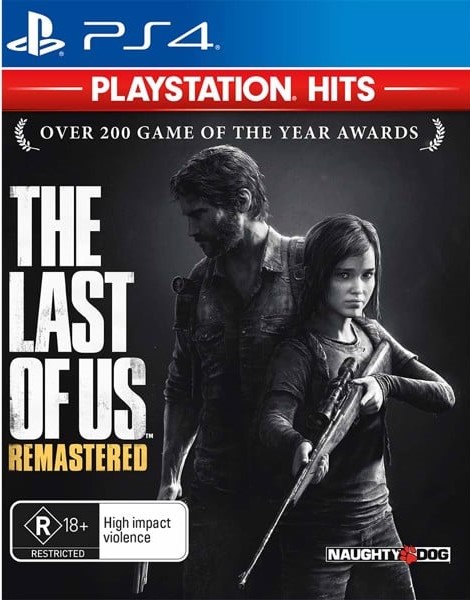 PS4
PLAYSTATION HITS
OVER 200 GAME OF THE YEAR AWARDS
THE
LAST
OF US™
REMASTERED
R 18+
RESTRICTED
High impact
violence
NAUGHTY DOG